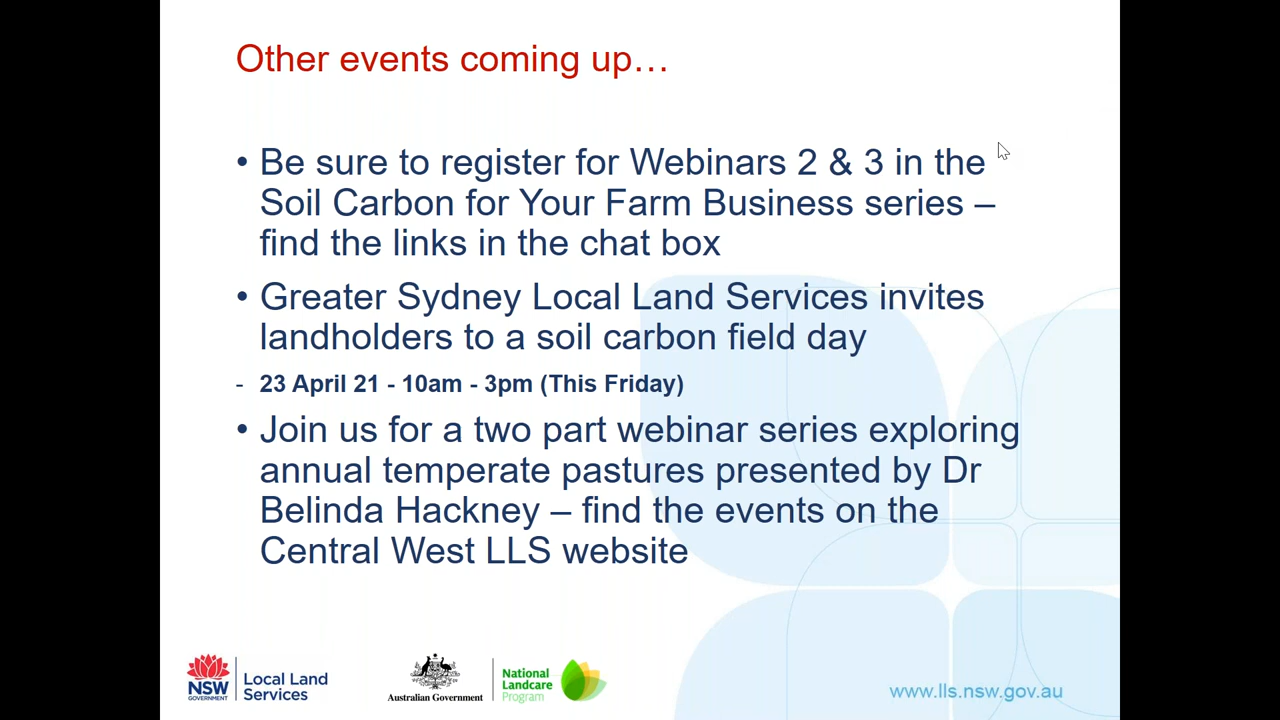 Other events coming up…
• Be sure to register for Webinars 2 & 3 in the
Soil Carbon for Your Farm Business series –
find the links in the chat box
• Greater Sydney Local Land Services invites
landholders to a soil carbon field day
- 23 April 21 - 10am - 3pm (This Friday)
• Join us for a two part webinar series exploring
annual temperate pastures presented by Dr
Belinda Hackney – find the events on the
Central West LLS website
NSW
GOVERNMENT
Local Land
Services
Australian Government
National
Landcare
Program
www.lls.nsw.gov.au